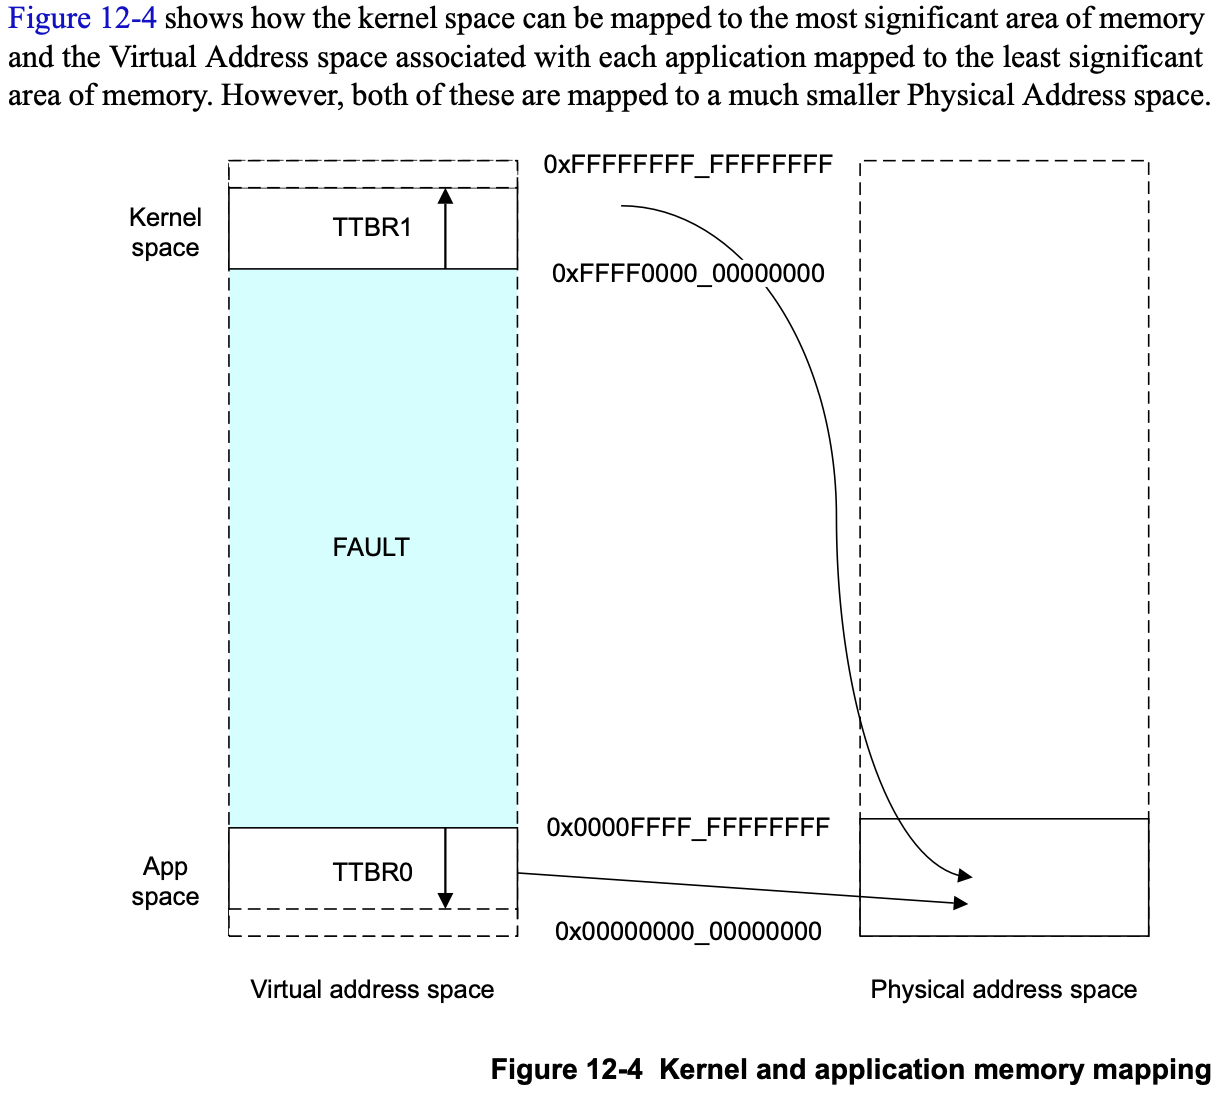 Figure 12-4 shows how the kernel space can be mapped to the most significant area of memory
and the Virtual Address space associated with each application mapped to the least significant
area of memory. However, both of these are mapped to a much smaller Physical Address space.
0xFFFFFFFF_FFFFFFFF
Kernel
space
TTBR1
0xFFFF0000_00000000
FAULT
0x0000FFFF_FFFFFFFF
App
space
TTBR0
0x00000000_00000000
Virtual address space
Physical address space
Figure 12-4 Kernel and application memory mapping